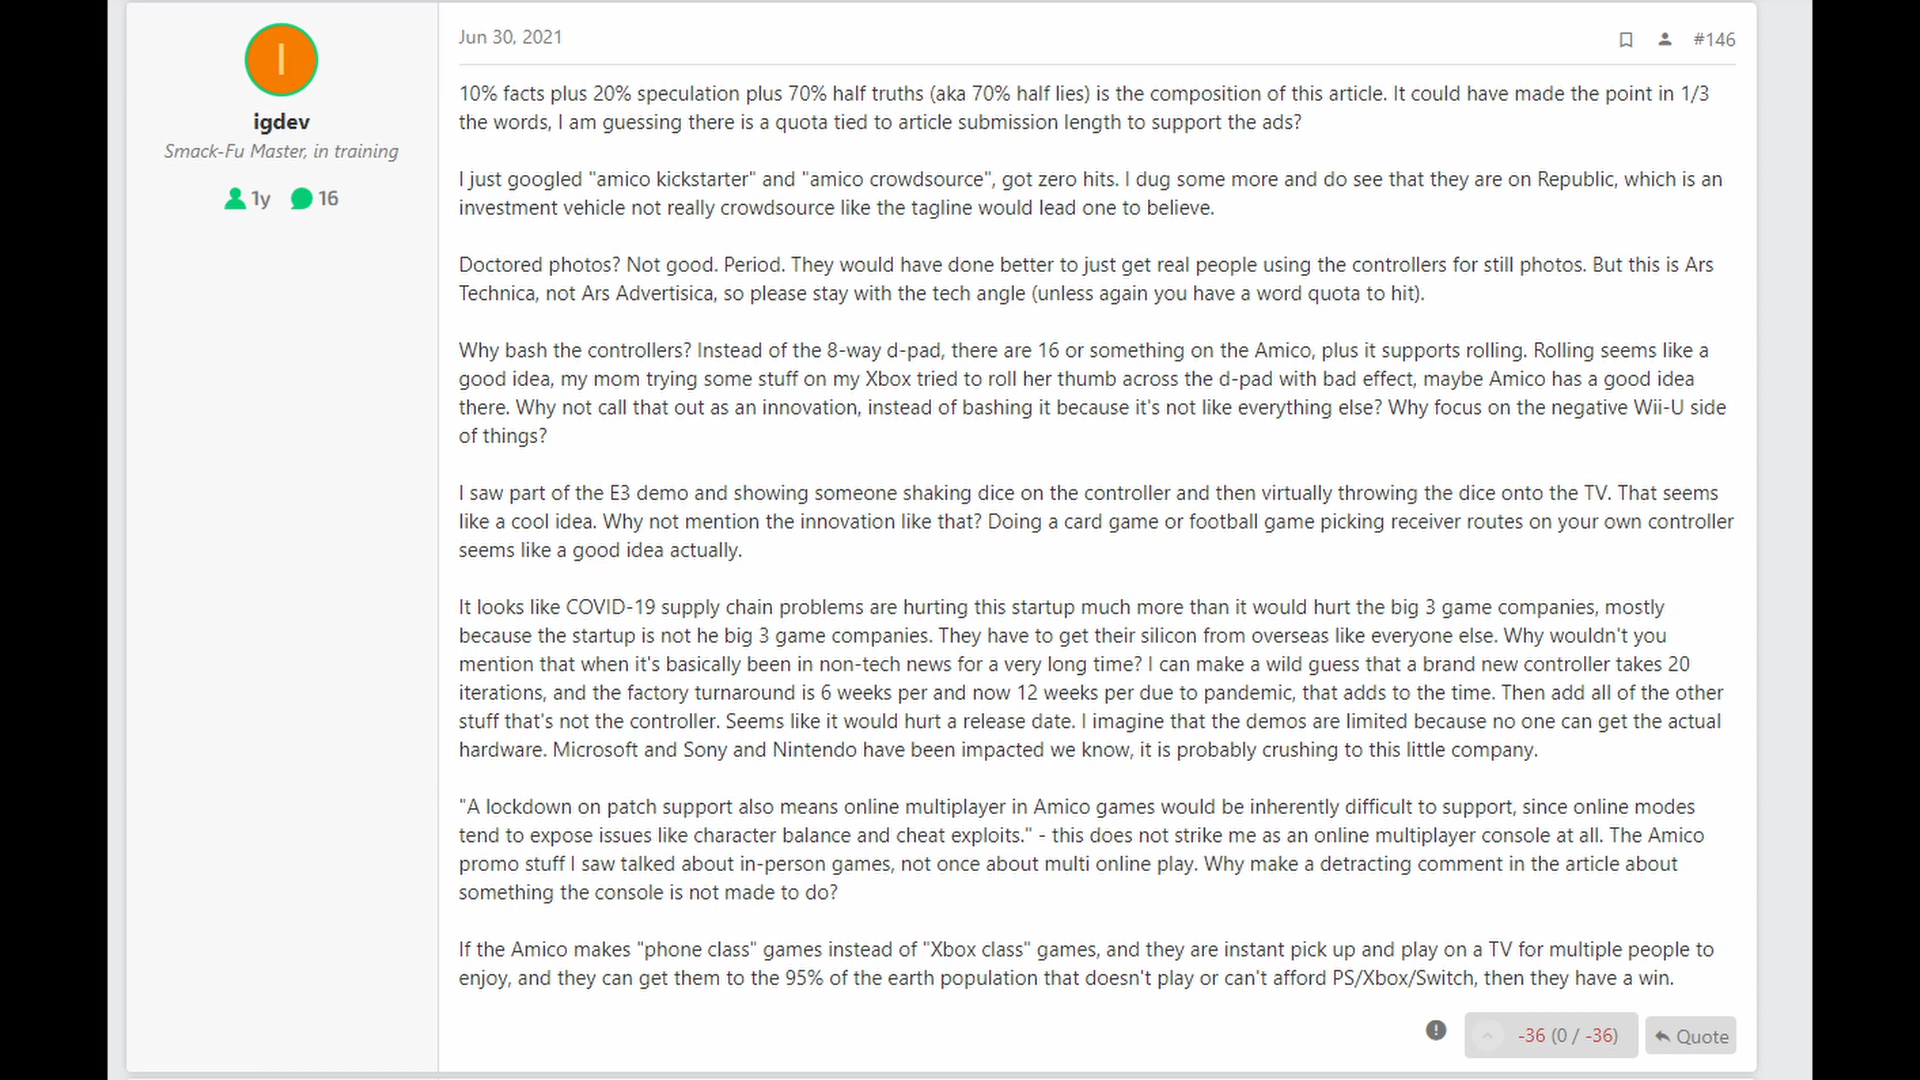 I
igdev
Smack-Fu Master, in training
1y 16
Jun 30, 2021
#146
10% facts plus 20% speculation plus 70% half truths (aka 70% half lies) is the composition of this article. It could have made the point in 1/3
the words, I am guessing there is a quota tied to article submission length to support the ads?
I just googled "amico kickstarter" and "amico crowdsource", got zero hits. I dug some more and do see that they are on Republic, which is an
investment vehicle not really crowdsource like the tagline would lead one to believe.
Doctored photos? Not good. Period. They would have done better to just get real people using the controllers for still photos. But this is Ars
Technica, not Ars Advertisica, so please stay with the tech angle (unless again you have a word quota to hit).
Why bash the controllers? Instead of the 8-way d-pad, there are 16 or something on the Amico, plus it supports rolling. Rolling seems like a
good idea, my mom trying some stuff on my Xbox tried to roll her thumb across the d-pad with bad effect, maybe Amico has a good idea
there. Why not call that out as an innovation, instead of bashing it because it's not like everything else? Why focus on the negative Wii-U side
of things?
I saw part of the E3 demo and showing someone shaking dice on the controller and then virtually throwing the dice onto the TV. That seems
like a cool idea. Why not mention the innovation like that? Doing a card game or football game picking receiver routes on your own controller
seems like a good idea actually.
It looks like COVID-19 supply chain problems are hurting this startup much more than it would hurt the big 3 game companies, mostly
because the startup is not he big 3 game companies. They have to get their silicon from overseas like everyone else. Why wouldn't you
mention that when it's basically been in non-tech news for a very long time? I can make a wild guess that a brand new controller takes 20
iterations, and the factory turnaround is 6 weeks per and now 12 weeks per due to pandemic, that adds to the time. Then add all of the other
stuff that's not the controller. Seems like it would hurt a release date. I imagine that the demos are limited because no one can get the actual
hardware. Microsoft and Sony and Nintendo have been impacted we know, it is probably crushing to this little company.
"A lockdown on patch support also means online multiplayer in Amico games would be inherently difficult to support, since online modes
tend to expose issues like character balance and cheat exploits." - this does not strike me as an online multiplayer console at all. The Amico
promo stuff I saw talked about in-person games, not once about multi online play. Why make a detracting comment in the article about
something the console is not made to do?
If the Amico makes "phone class" games instead of "Xbox class" games, and they are instant pick up and play on a TV for multiple people to
enjoy, and they can get them to the 95% of the earth population that doesn't play or can't afford PS/Xbox/Switch, then they have a win.
-36 (0 / -36)
Quote